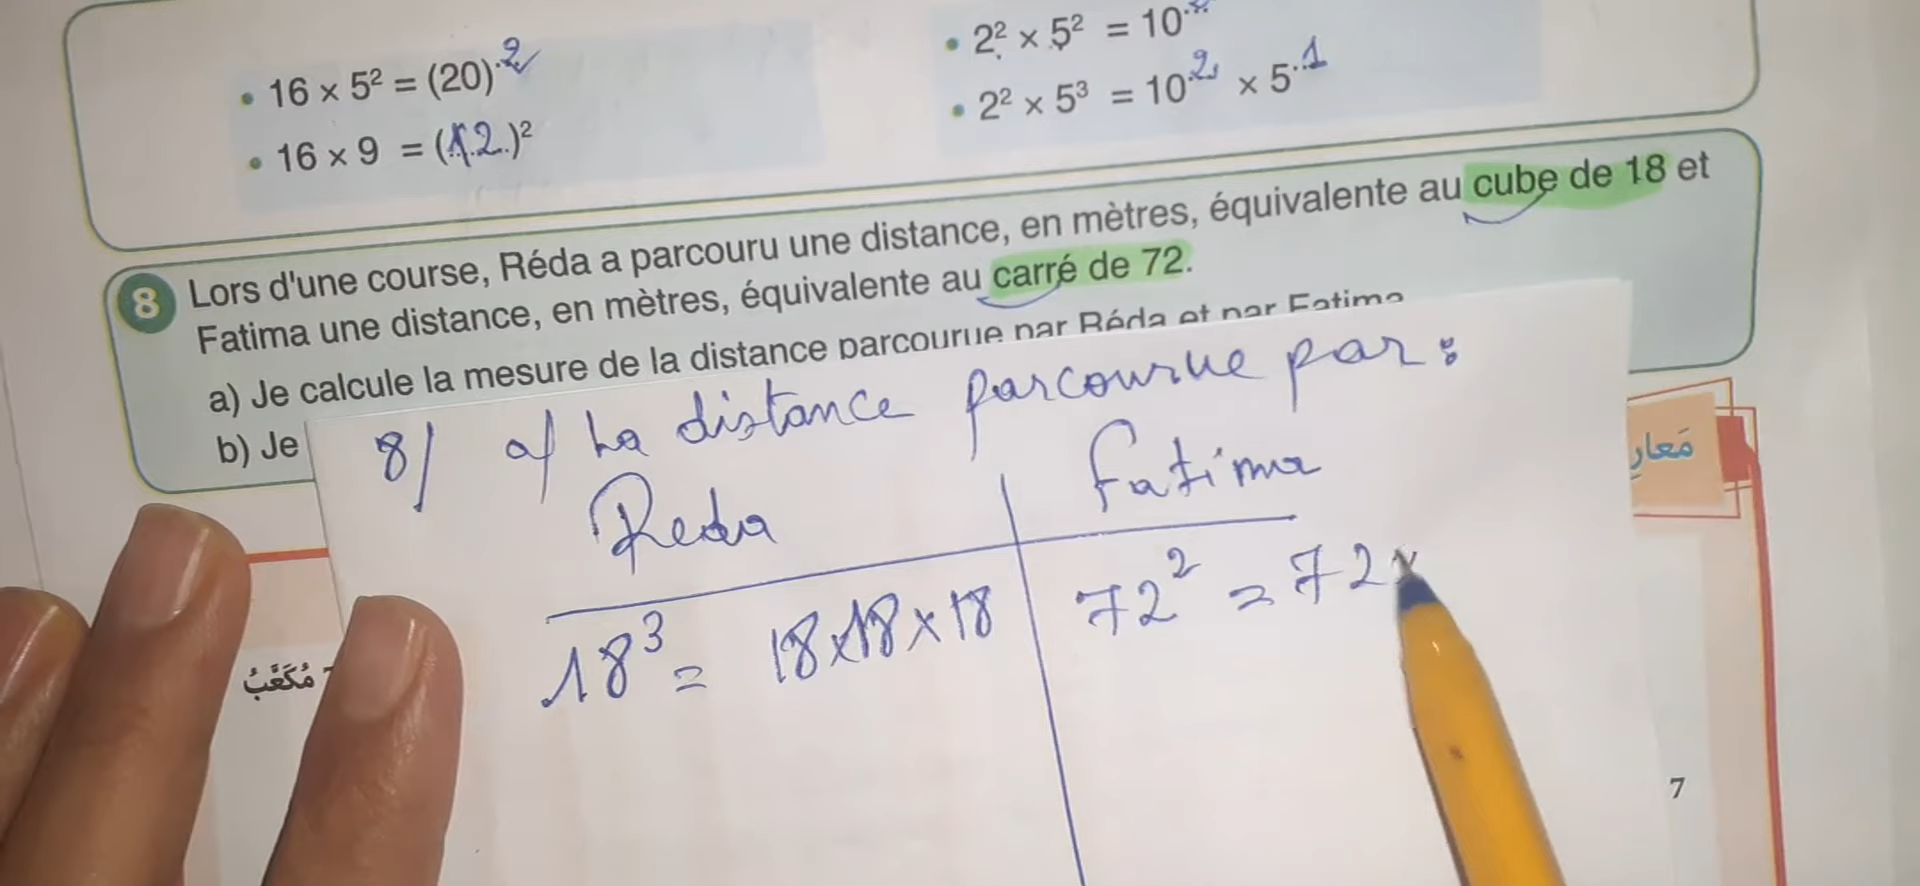 • 16 × 5² = (20)²
• 16 × 9 = (12)²
• 2² × 5² = 10
• 2² × 5³ = 10² × 5¹
8 Lors d'une course, Réda a parcouru une distance, en mètres, équivalente au cube de 18 et
Fatima une distance, en mètres, équivalente au carré de 72.
a) Je calcule la mesure de la distance parcourue par Réda et par Fatima
b) Je
8/ a/ La distance parcourue par :
Reda
Fatima
18³ = 18×18×18
72² = 72×
مَعارِ
مُكَعَّبُ
7